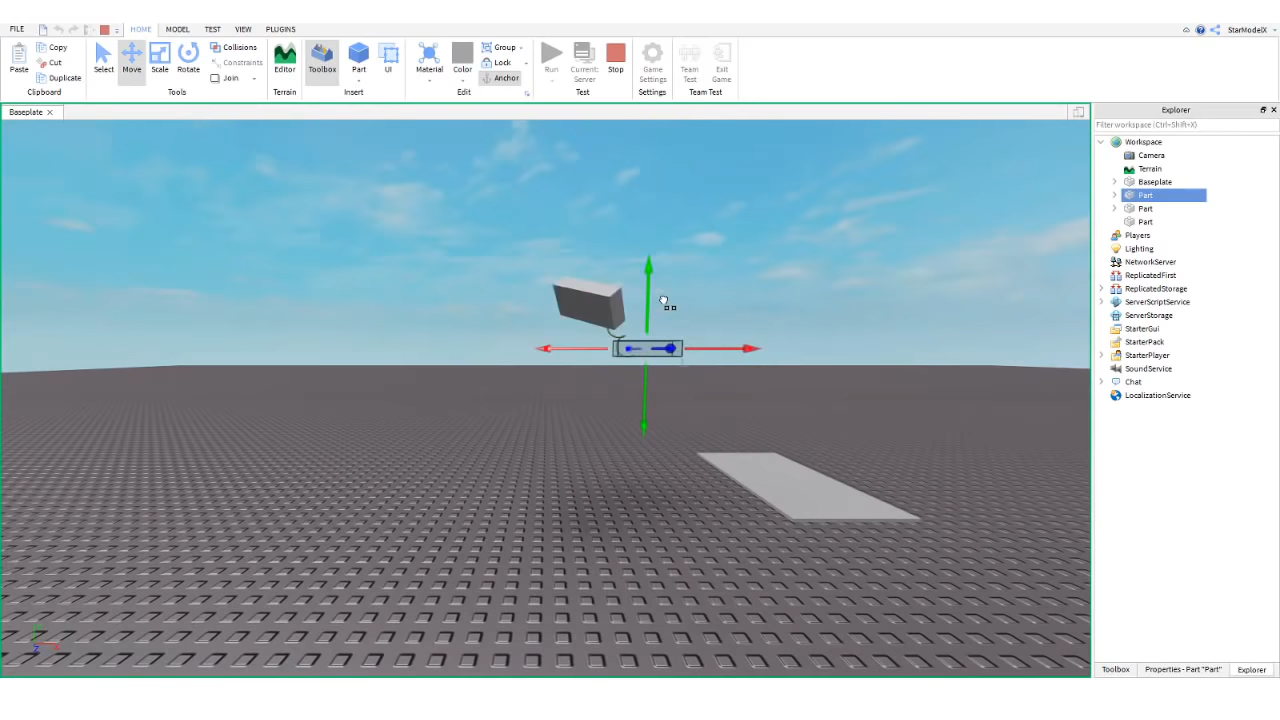 FILE HOME MODEL TEST VIEW PLUGINS StarModelX
Paste
Copy
Cut
Duplicate
Clipboard
Select Move Scale Rotate
Collisions
Constraints
Join
Tools
Editor
Terrain
Toolbox Part UI
Insert
Material Color
Group
Lock
Anchor
Edit
Run Current: Server Stop
Test
Game Settings
Settings
Team Test Exit Game
Team Test
Baseplate
Explorer
Filter workspace (Ctrl+Shift+X)
Workspace
Camera
Terrain
Baseplate
Part
Part
Part
Players
Lighting
NetworkServer
ReplicatedFirst
ReplicatedStorage
ServerScriptService
ServerStorage
StarterGui
StarterPack
StarterPlayer
SoundService
Chat
LocalizationService
Z
Toolbox Properties - Part "Part" Explorer